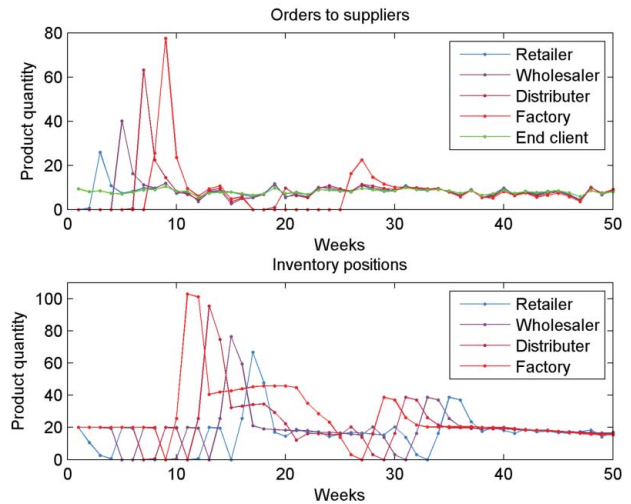 Orders to suppliers
80
60
40
20
0
Product quantity
Retailer
Wholesaler
Distributer
Factory
End client
1 10 20 30 40 50
Weeks
Inventory positions
100
80
60
40
20
0
Product quantity
Retailer
Wholesaler
Distributer
Factory
1 10 20 30 40 50
Weeks